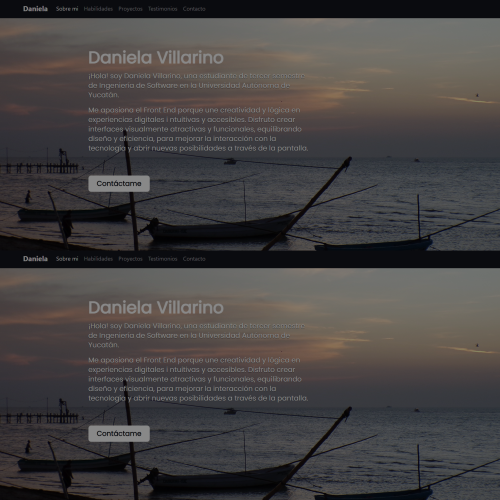 Daniela Sobre mí Habilidades Proyectos Testimonios Contacto
Daniela Villarino
¡Hola! soy Daniela Villarino, una estudiante de tercer semestre
de Ingeniería de Software en la Universidad Autónoma de
Yucatán.
Me apasiona el Front End porque une creatividad y lógica en
experiencias digitales i ntuitivas y accesibles. Disfruto crear
interfaces visualmente atractivas y funcionales, equilibrando
diseño y eficiencia, para mejorar la interacción con la
tecnología y abrir nuevas posibilidades a través de la pantalla.
Contáctame
Daniela Sobre mí Habilidades Proyectos Testimonios Contacto
Daniela Villarino
¡Hola! soy Daniela Villarino, una estudiante de tercer semestre
de Ingeniería de Software en la Universidad Autónoma de
Yucatán.
Me apasiona el Front End porque une creatividad y lógica en
experiencias digitales i ntuitivas y accesibles. Disfruto crear
interfaces visualmente atractivas y funcionales, equilibrando
diseño y eficiencia, para mejorar la interacción con la
tecnología y abrir nuevas posibilidades a través de la pantalla.
Contáctame